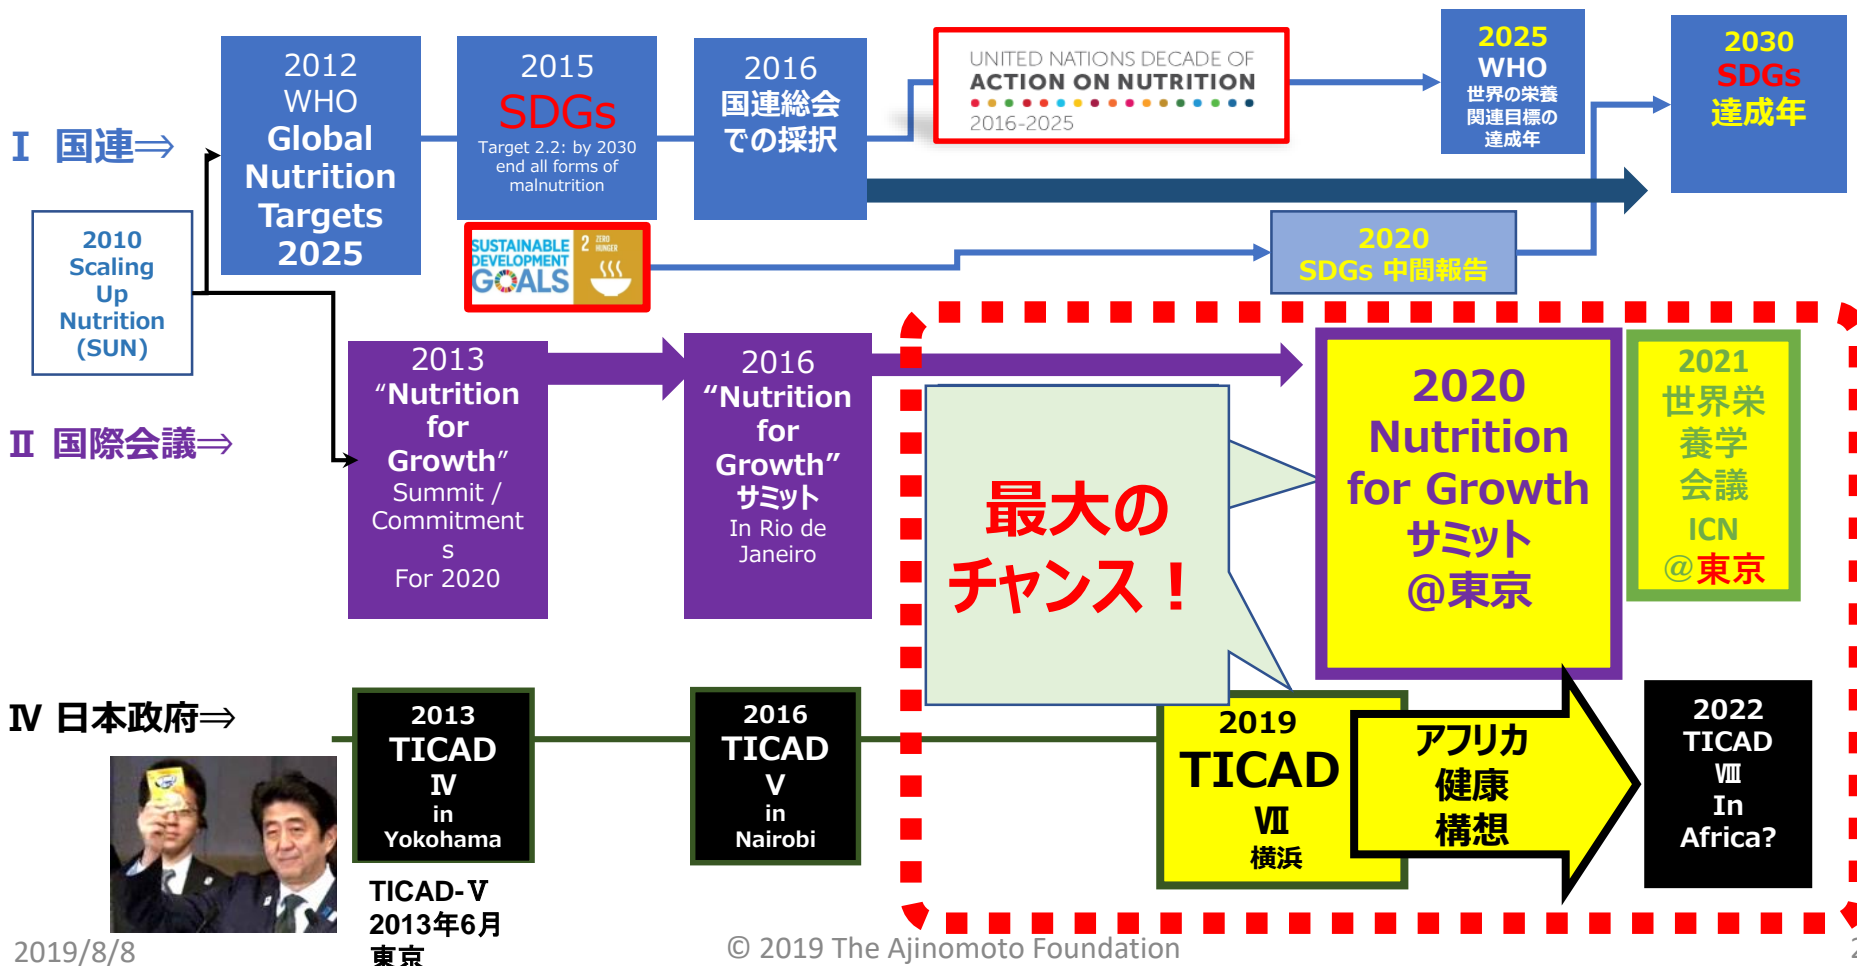 Ⅰ 国連⇒
2012
WHO
Global
Nutrition
Targets
2025
2015
SDGs
Target 2.2: by 2030
end all forms of
malnutrition
2016
国連総会
での採択
UNITED NATIONS DECADE OF
ACTION ON NUTRITION
2016-2025
2025
WHO
世界の栄養
関連目標の
達成年
2030
SDGs
達成年
2010
Scaling
Up
Nutrition
(SUN)
SUSTAINABLE
DEVELOPMENT
GOALS
2 ZERO
HUNGER
2020
SDGs 中間報告
Ⅱ 国際会議⇒
2013
“Nutrition
for
Growth”
Summit /
Commitment
s
For 2020
2016
“Nutrition
for
Growth”
サミット
In Rio de
Janeiro
最大の
チャンス！
2020
Nutrition
for Growth
サミット
@東京
2021
世界栄
養学
会議
ICN
@東京
Ⅳ 日本政府⇒
2013
TICAD
Ⅳ
in
Yokohama
2016
TICAD
Ⅴ
in
Nairobi
2019
TICAD
Ⅶ
横浜
アフリカ
健康
構想
2022
TICAD
Ⅷ
In
Africa?
TICAD-Ⅴ
2013年6月
東京
2019/8/8
© 2019 The Ajinomoto Foundation